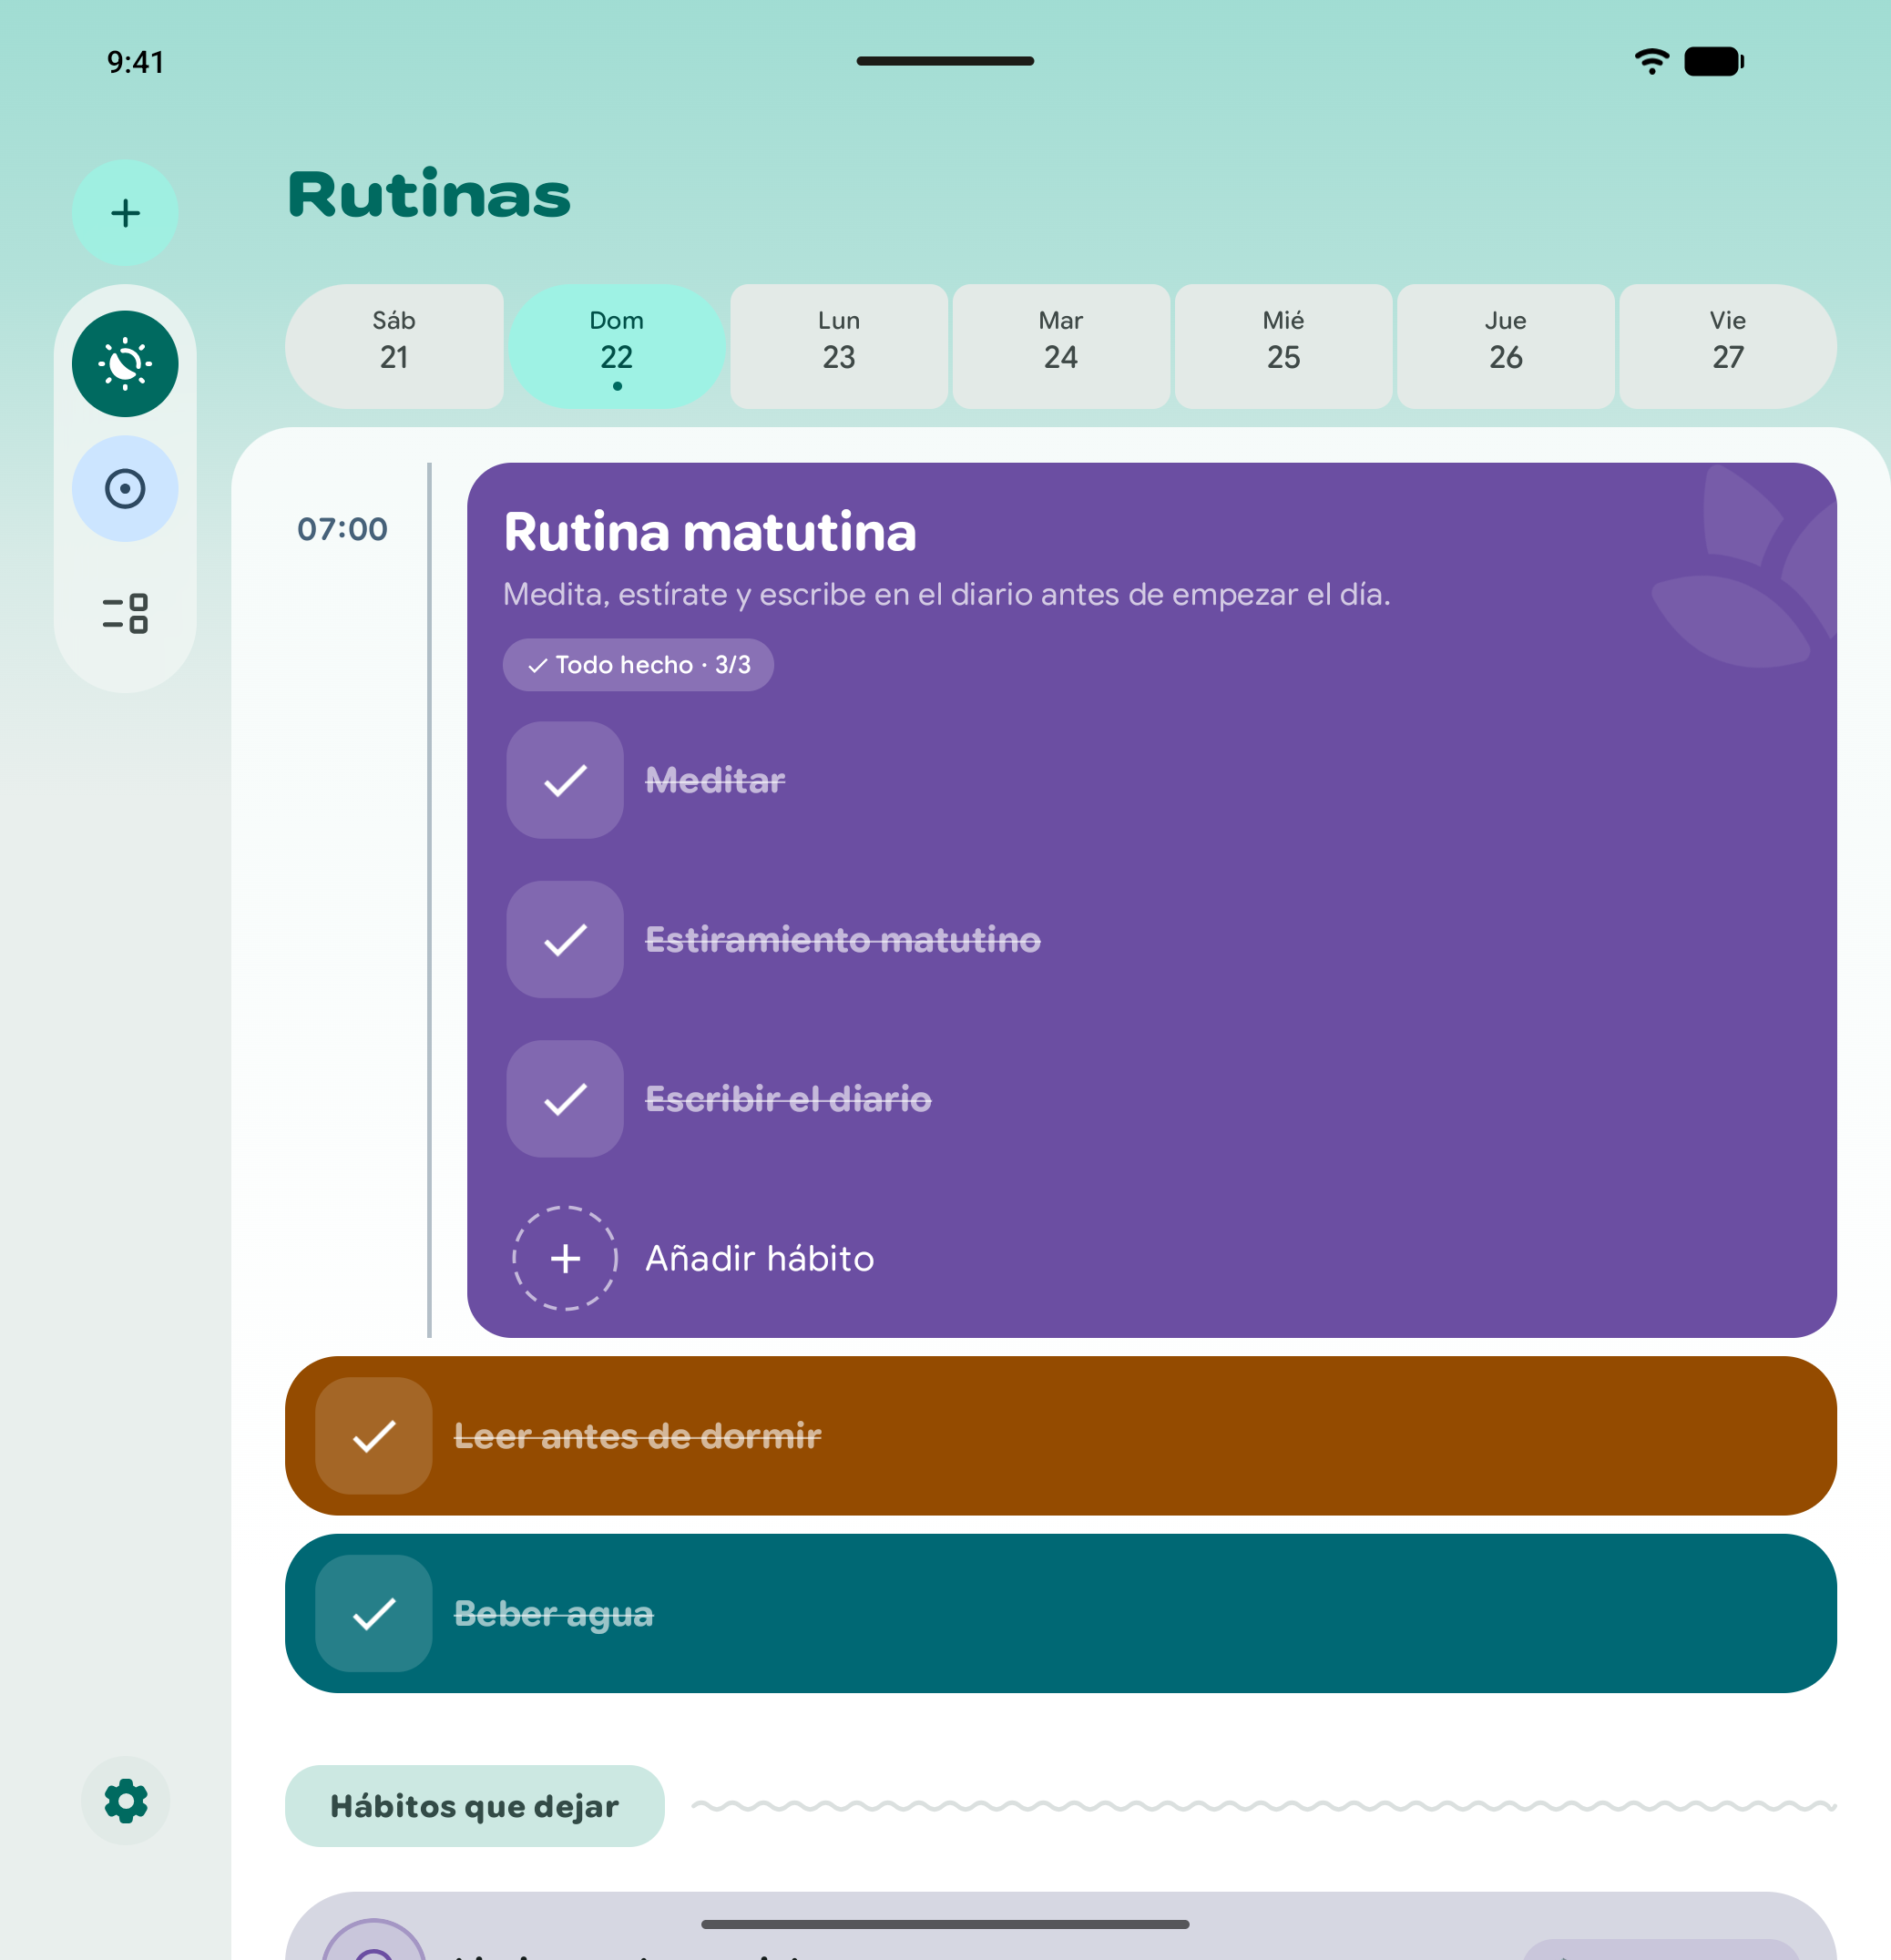 9:41
Rutinas
Sáb
21
Dom
22
Lun
23
Mar
24
Mié
25
Jue
26
Vie
27
07:00
Rutina matutina
Medita, estírate y escribe en el diario antes de empezar el día.
Todo hecho · 3/3
Meditar
Estiramiento matutino
Escribir el diario
Añadir hábito
Leer antes de dormir
Beber agua
Hábitos que dejar